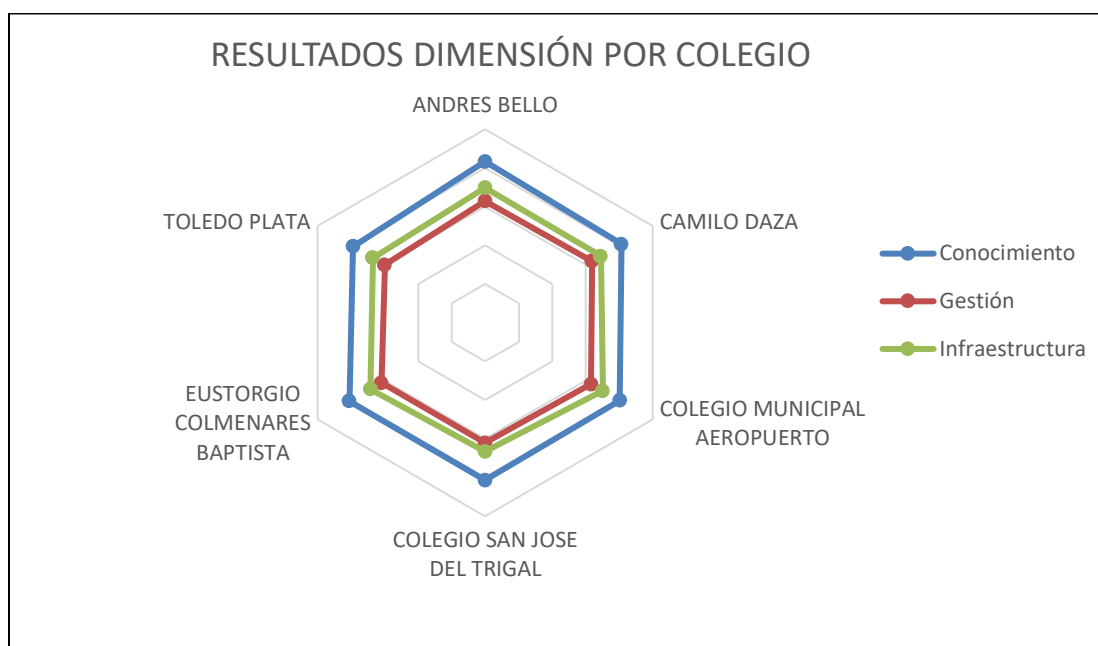 RESULTADOS DIMENSIÓN POR COLEGIO
ANDRES BELLO
TOLEDO PLATA
CAMILO DAZA
Conocimiento
Gestión
Infraestructura
EUSTORGIO
COLMENARES
BAPTISTA
COLEGIO MUNICIPAL
AEROPUERTO
COLEGIO SAN JOSE
DEL TRIGAL